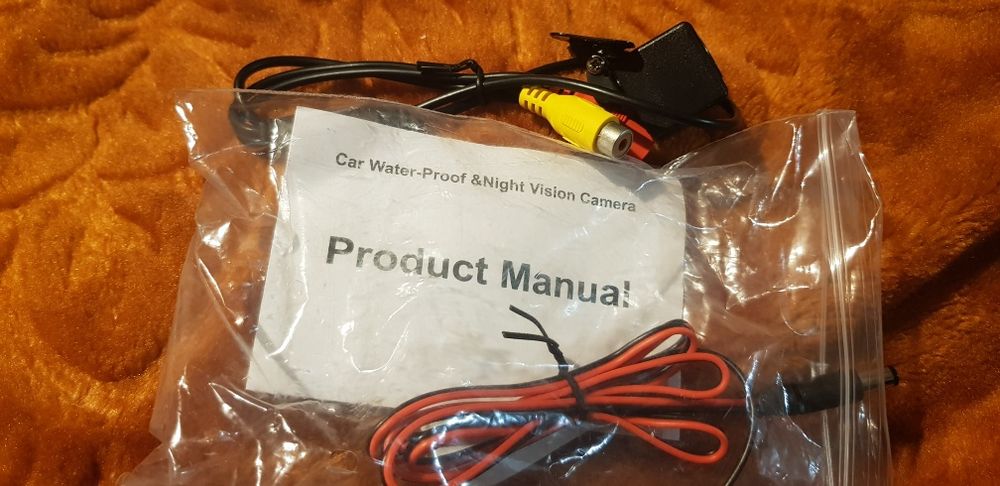 Car Water-Proof &Night Vision Camera
Product Manual